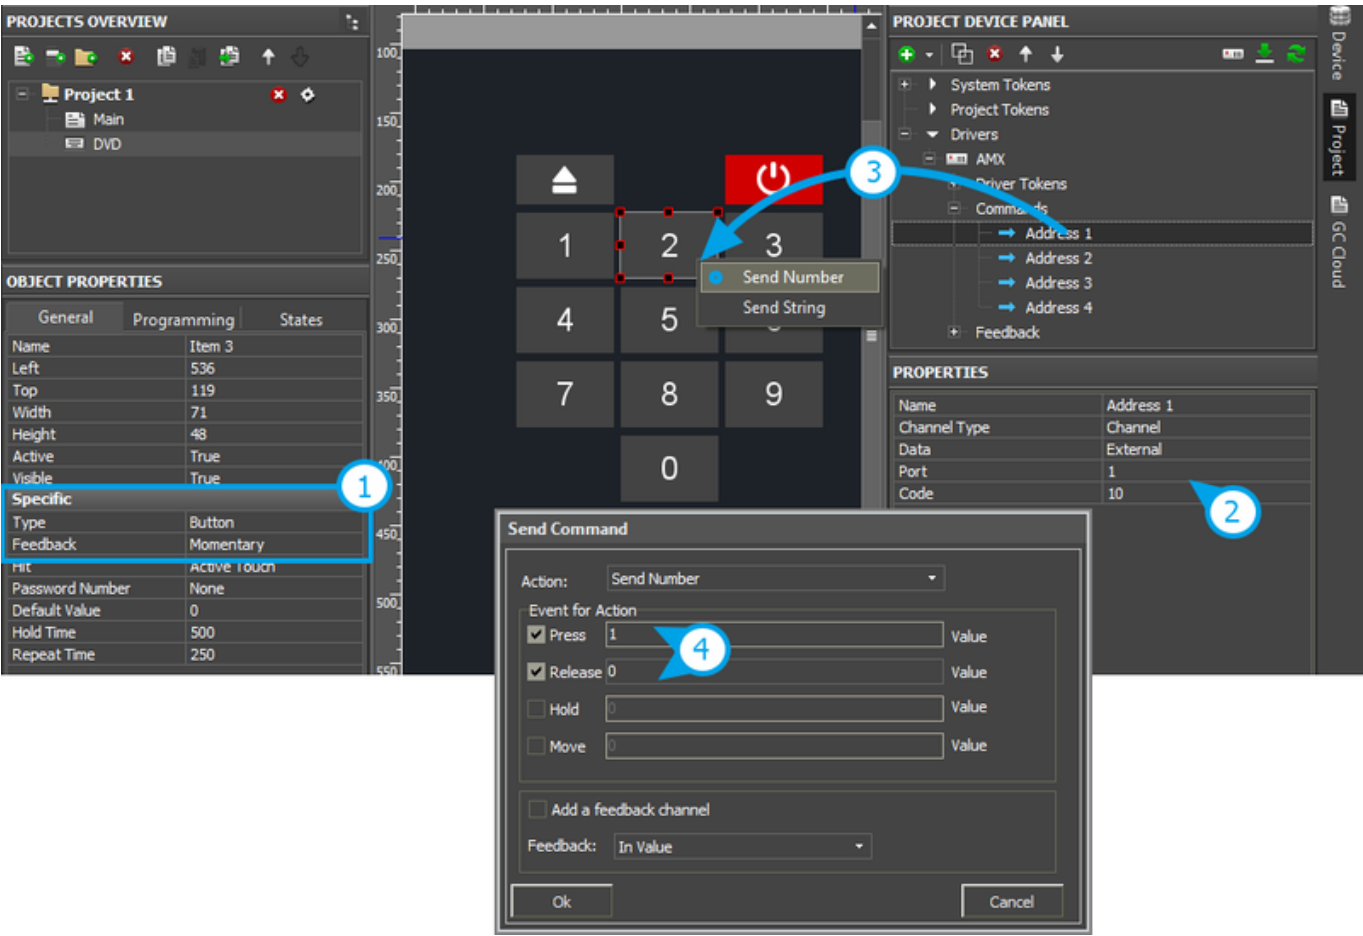 PROJECTS OVERVIEW
Project 1
Main
DVD
OBJECT PROPERTIES
General Programming States
Name Item 3
Left 536
Top 119
Width 71
Height 48
Active True
Visible True
Specific
Type Button
Feedback Momentary
Hit Active Touch
Password Number None
Default Value 0
Hold Time 500
Repeat Time 250
1
100
150
200
250
300
350
400
450
500
550
1 2 3
4 5
7 8 9
0
Send Number
Send String
3
PROJECT DEVICE PANEL
System Tokens
Project Tokens
Drivers
AMX
Driver Tokens
Commands
Address 1
Address 2
Address 3
Address 4
Feedback
PROPERTIES
Name Address 1
Channel Type Channel
Data External
Port 1
Code 10
2
Device
Project
GC Cloud
Send Command
Action: Send Number
Event for Action
Press 1 Value
Release 0 Value
4
Hold 0 Value
Move 0 Value
Add a feedback channel
Feedback: In Value
Ok Cancel